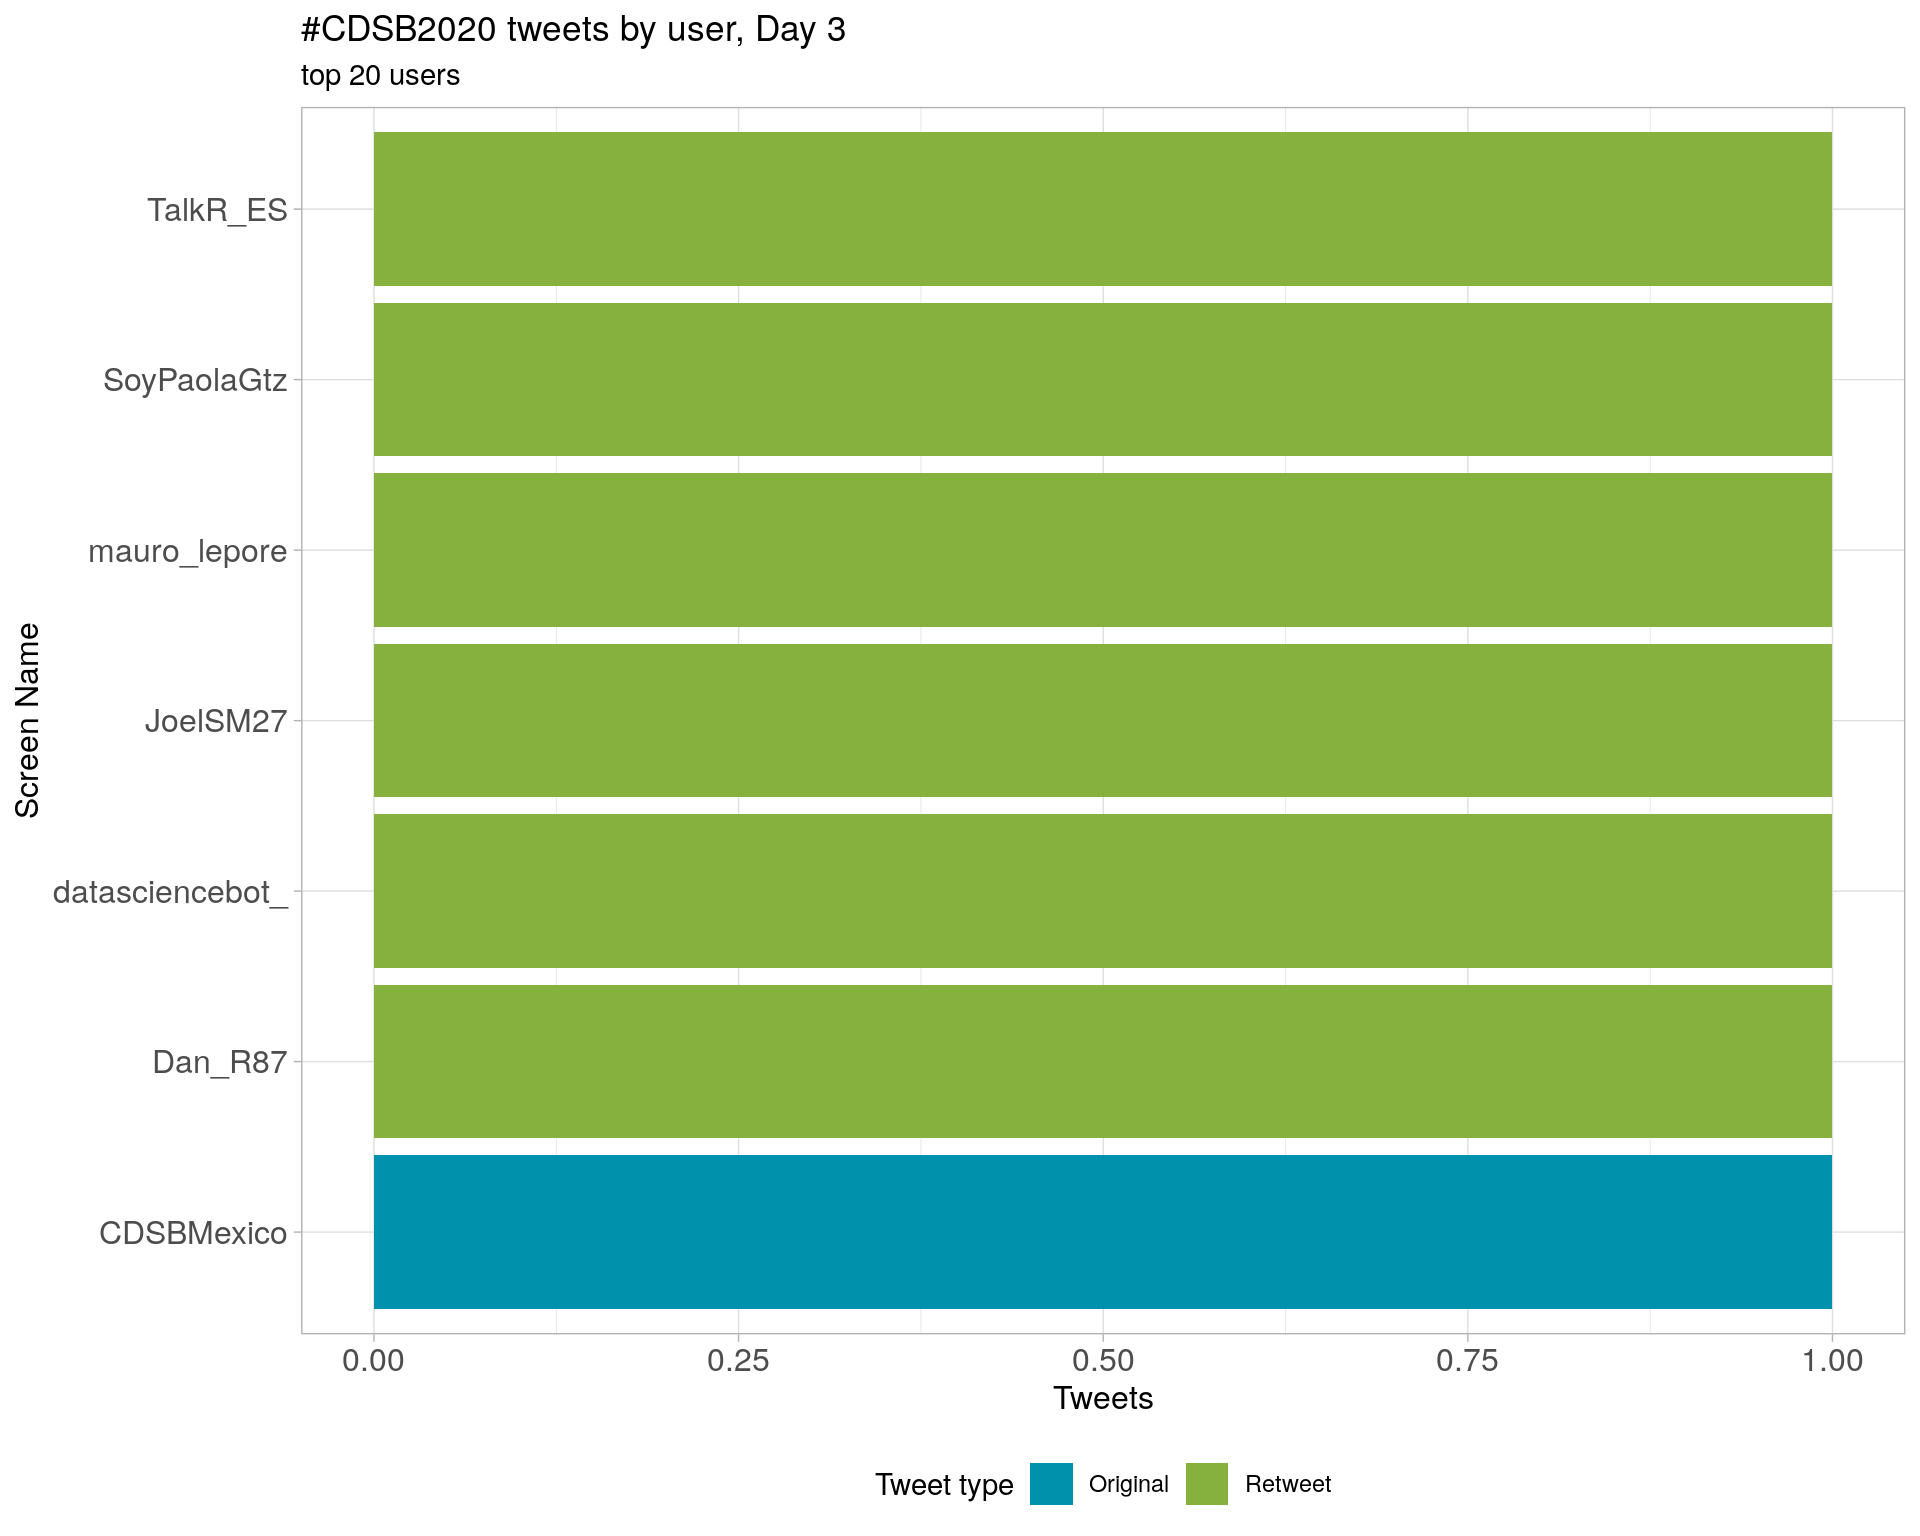 #CDSB2020 tweets by user, Day 3
top 20 users
Screen Name
TalkR_ES
SoyPaolaGtz
mauro_lepore
JoelSM27
datasciencebot_
Dan_R87
CDSBMexico
0.00 0.25 0.50 0.75 1.00
Tweets
Tweet type Original Retweet